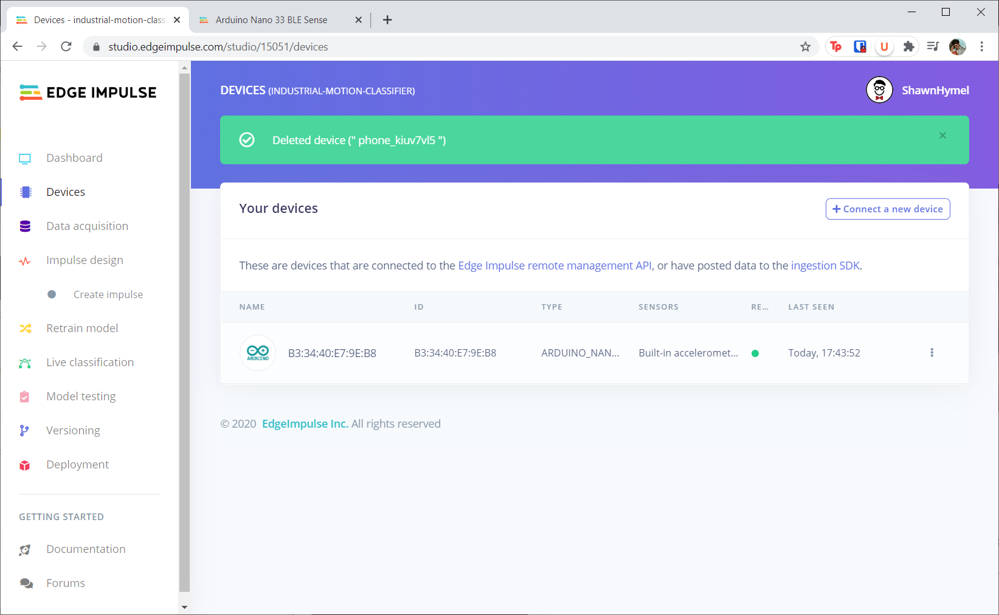 Devices - industrial-motion-class
Arduino Nano 33 BLE Sense
studio.edgeimpulse.com/studio/15051/devices
Tp
U
EDGE IMPULSE
DEVICES (INDUSTRIAL-MOTION-CLASSIFIER)
ShawnHymel
Deleted device (" phone_kiuv7vl5 ")
Dashboard
Devices
Data acquisition
Impulse design
Create impulse
Retrain model
Live classification
Model testing
Versioning
Deployment
GETTING STARTED
Documentation
Forums
Your devices
Connect a new device
These are devices that are connected to the Edge Impulse remote management API, or have posted data to the ingestion SDK.
NAME ID TYPE SENSORS RE... LAST SEEN
ARDUINO B3:34:40:E7:9E:B8 B3:34:40:E7:9E:B8 ARDUINO_NAN... Built-in acceleromet... Today, 17:43:52
© 2020 EdgeImpulse Inc. All rights reserved